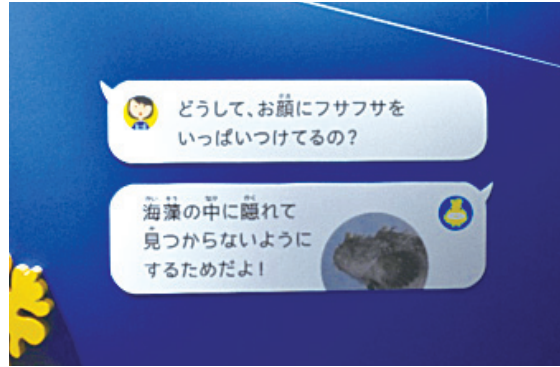 どうして、お顔にフサフサを
いっぱいつけてるの？
海藻の中に隠れて
見つからないように
するためだよ！